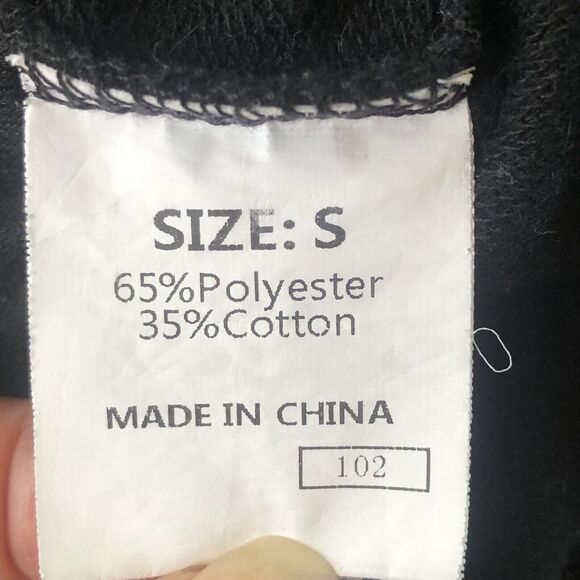 SIZE: S
65%Polyester
35%Cotton
MADE IN CHINA
102